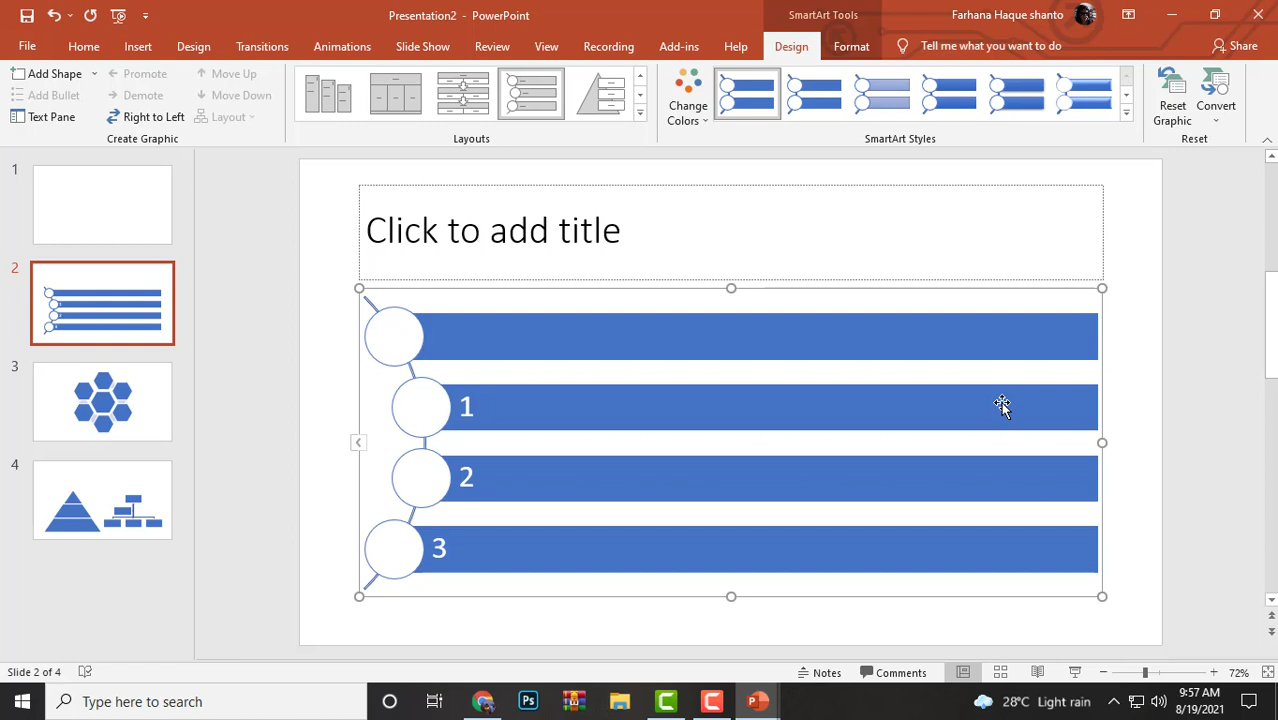 Presentation2 - PowerPoint
SmartArt Tools
Farhana Haque shanto
File
Home
Insert
Design
Transitions
Animations
Slide Show
Review
View
Recording
Add-ins
Help
Design
Format
Tell me what you want to do
Share
Add Shape
Promote
Move Up
Add Bullet
Demote
Move Down
Text Pane
Right to Left
Layout
Create Graphic
Layouts
Change
Colors
SmartArt Styles
Reset
Graphic
Convert
Reset
1
2
3
4
Click to add title
1
2
3
Slide 2 of 4
Notes
Comments
72%
Type here to search
Ps
28°C Light rain
9:57 AM
8/19/2021